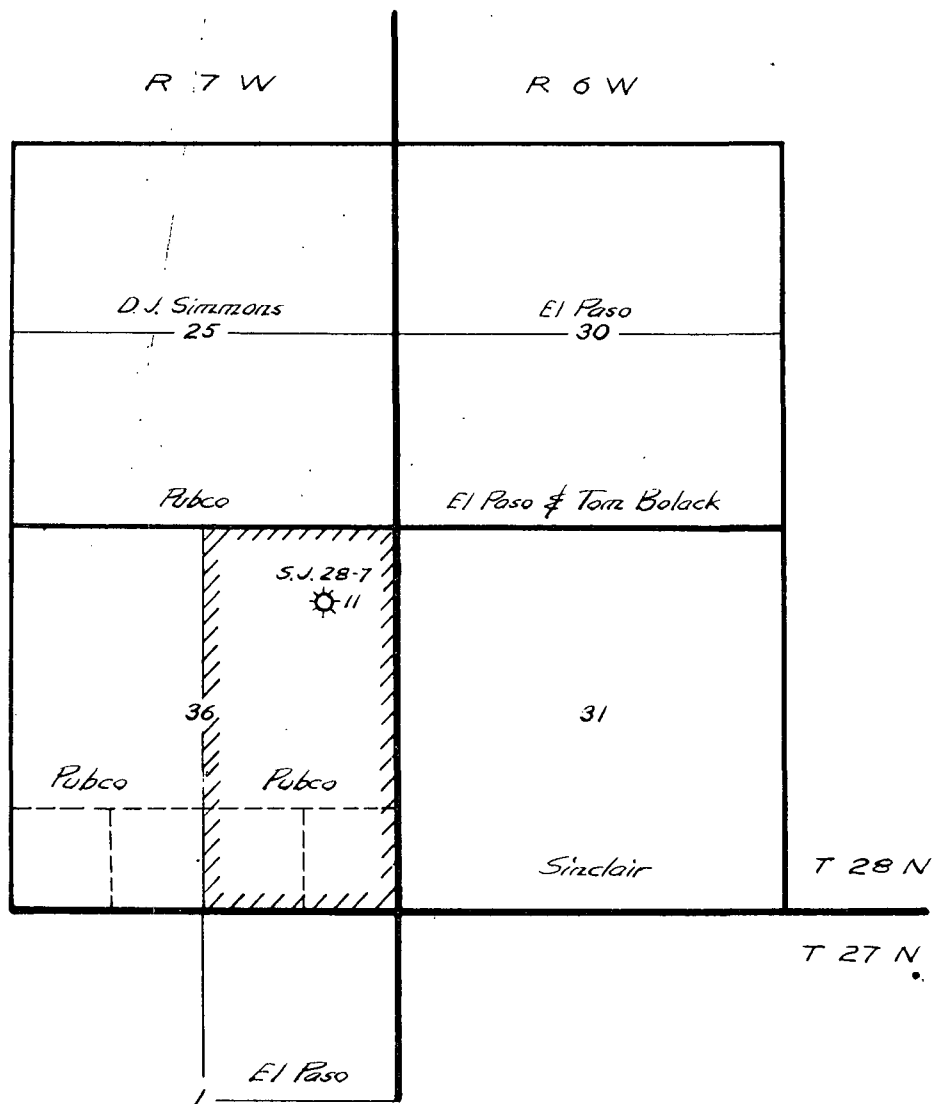 R 7 W
R 6 W
D.J. Simmons
25
El Paso
30
Pubco
El Paso & Tom Bolack
S.J. 28-7
11
36
31
Pubco
Pubco
Sinclair
T 28 N
T 27 N
El Paso
1